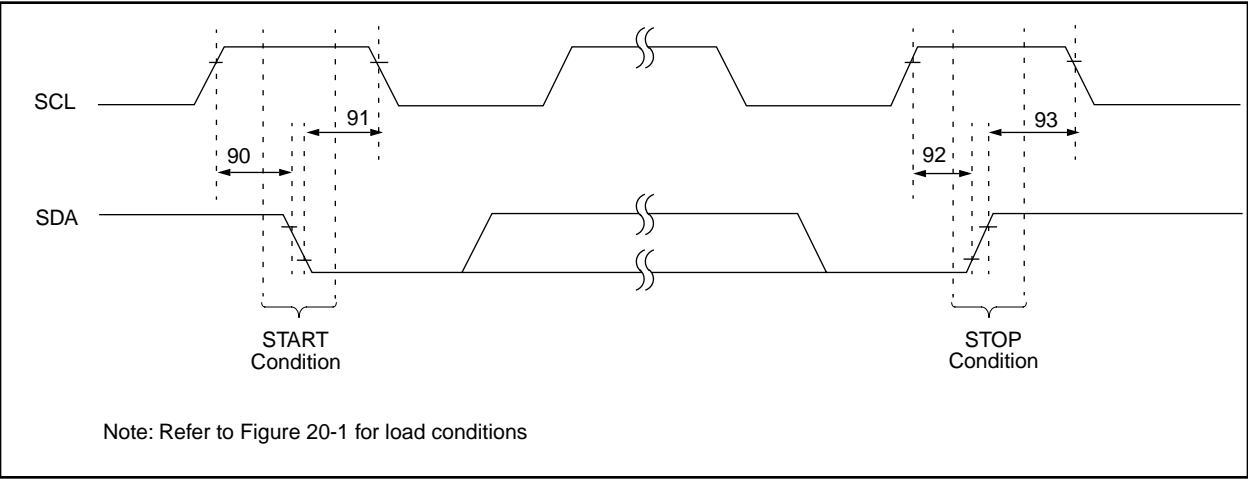 SCL
91
93
90
92
SDA
START
Condition
STOP
Condition
Note: Refer to Figure 20-1 for load conditions